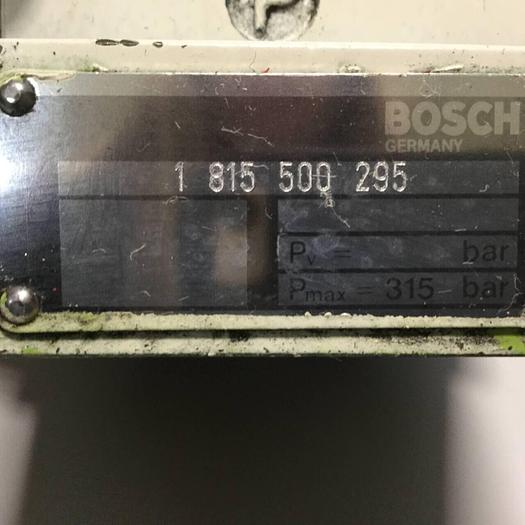 P
BOSCH
GERMANY
1 815 500 295
Pv = bar
Pmax = 315 bar